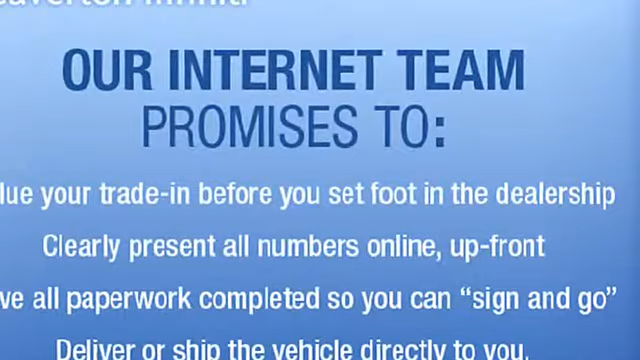 Infiniti
OUR INTERNET TEAM
PROMISES TO:
your trade-in before you set foot in the dealership
Clearly present all numbers online, up-front
all paperwork completed so you can “sign and go”
Deliver or ship the vehicle directly to you.